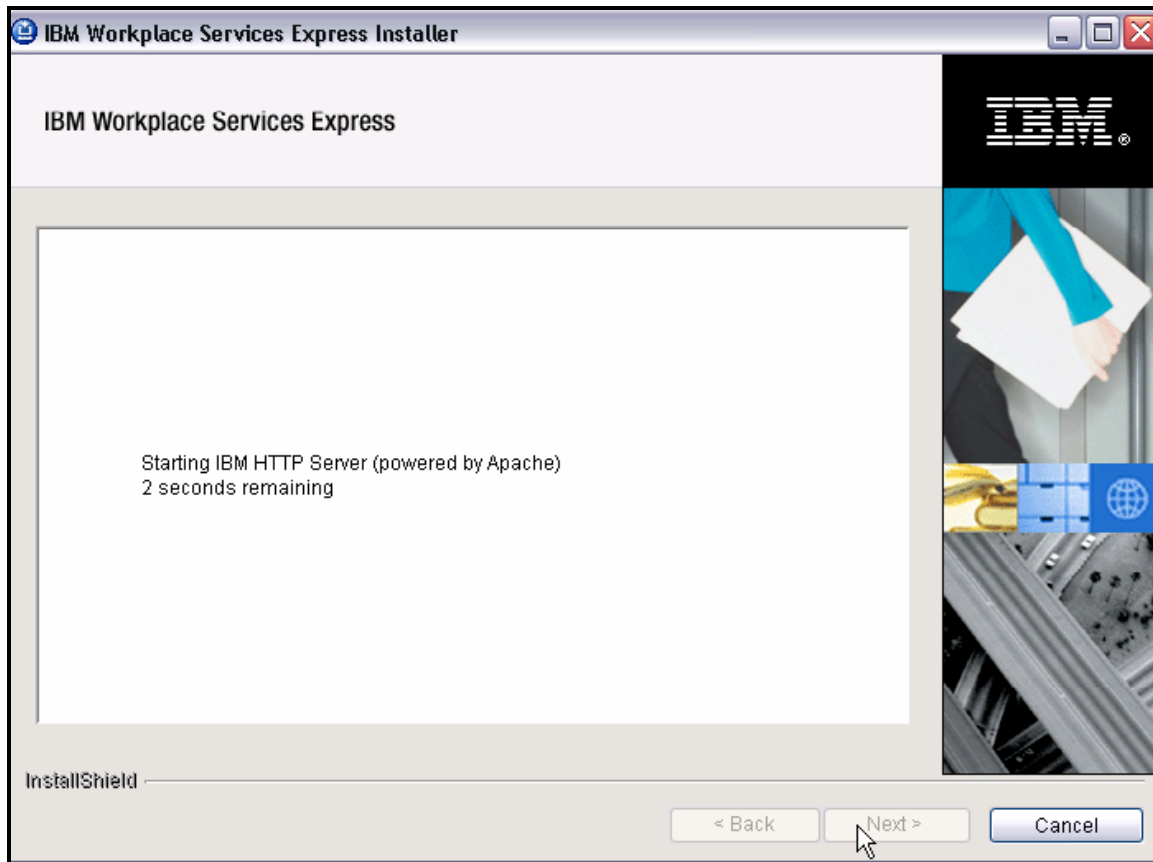 IBM Workplace Services Express Installer
IBM Workplace Services Express
IBM®
Starting IBM HTTP Server (powered by Apache)
2 seconds remaining
InstallShield
< Back
Next >
Cancel